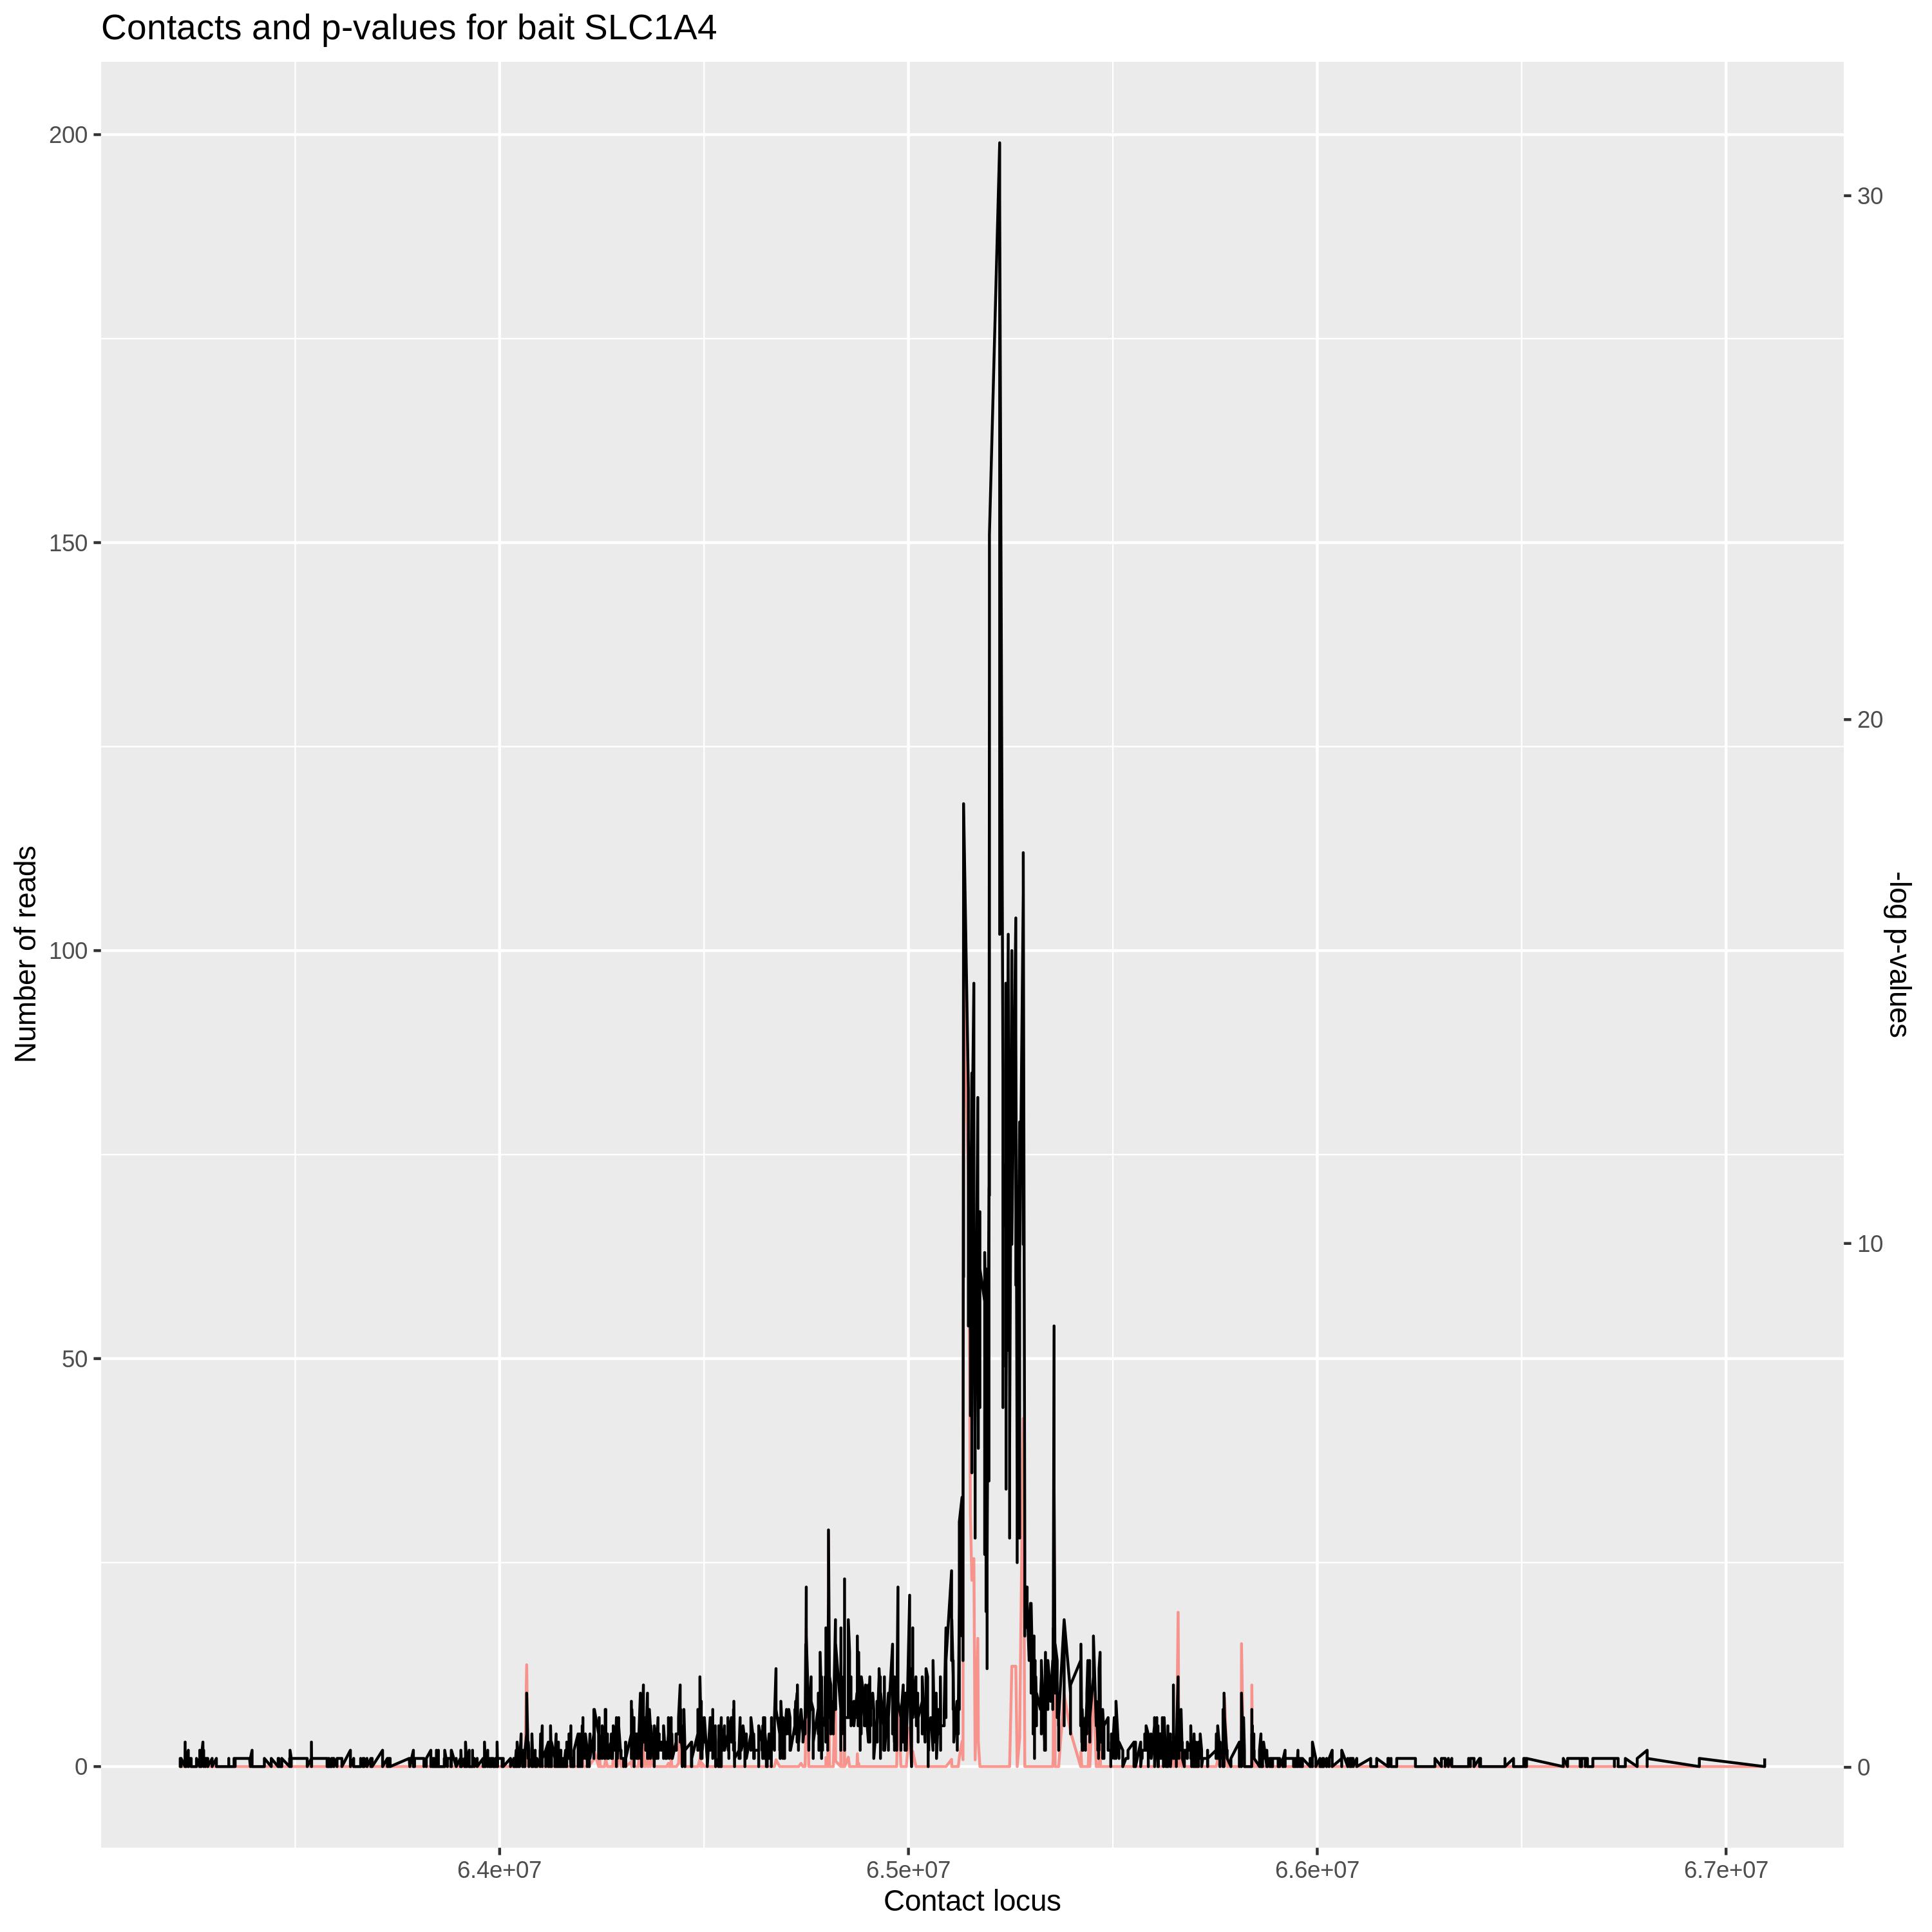 Contacts and p-values for bait SLC1A4
200
150
100
50
0
Number of reads
30
20
10
0
-log p-values
6.4e+07
6.5e+07
6.6e+07
6.7e+07
Contact locus